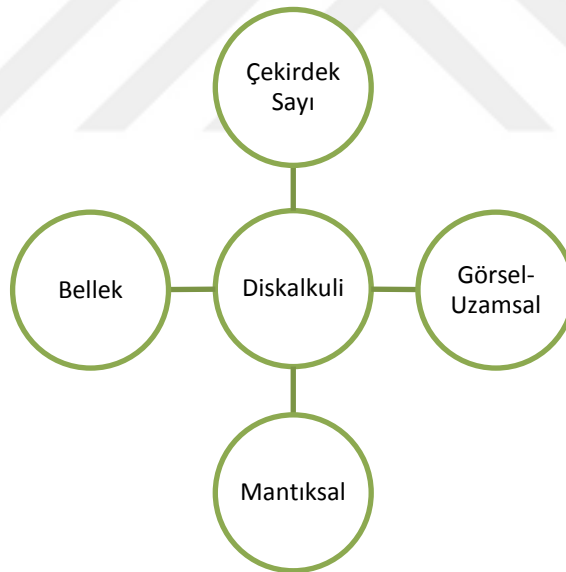 Çekirdek
Sayı
Bellek
Diskalkuli
Görsel-
Uzamsal
Mantıksal